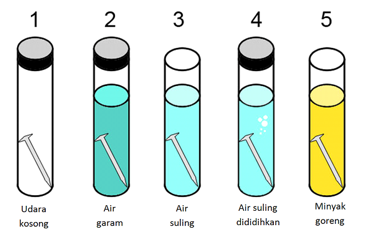 1 2 3 4 5
Udara kosong
Air garam
Air suling
Air suling dididihkan
Minyak goreng